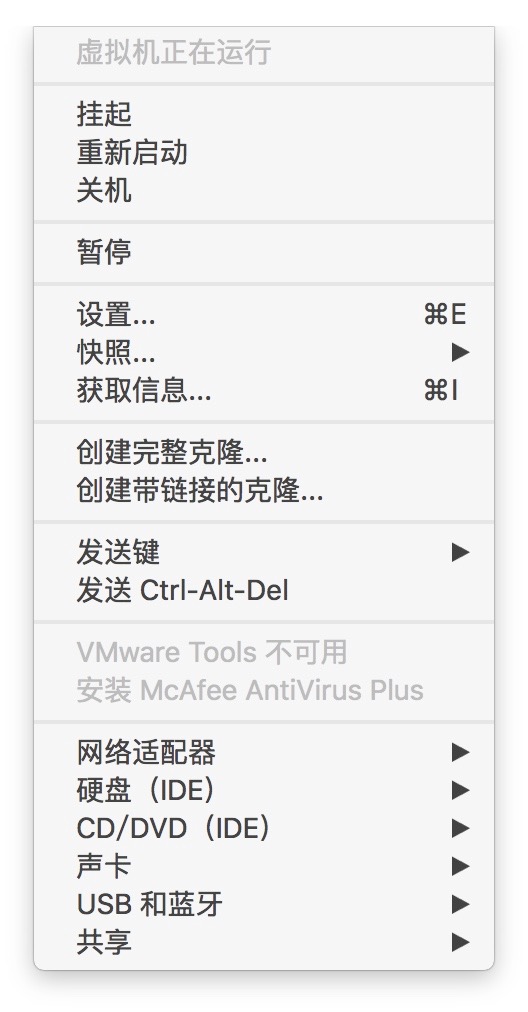 虚拟机正在运行
挂起
重新启动
关机
暂停
设置... ⌘E
快照... ▶
获取信息... ⌘I
创建完整克隆...
创建带链接的克隆...
发送键 ▶
发送 Ctrl-Alt-Del
VMware Tools 不可用
安装 McAfee AntiVirus Plus
网络适配器 ▶
硬盘（IDE） ▶
CD/DVD（IDE） ▶
声卡 ▶
USB 和蓝牙 ▶
共享 ▶